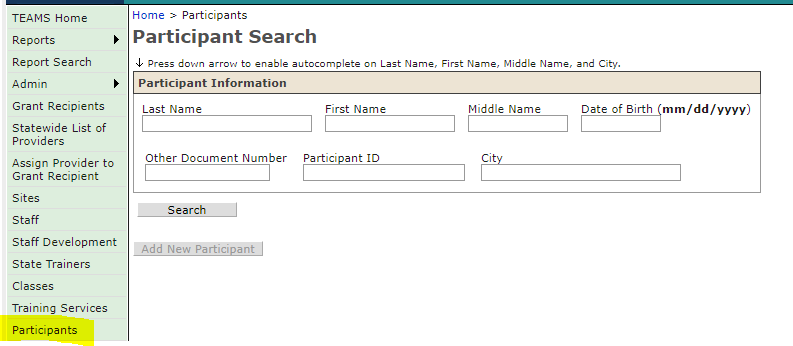 TEAMS Home
Reports
Report Search
Admin
Grant Recipients
Statewide List of
Providers
Assign Provider to
Grant Recipient
Sites
Staff
Staff Development
State Trainers
Classes
Training Services
Participants
Home > Participants
Participant Search
↓ Press down arrow to enable autocomplete on Last Name, First Name, Middle Name, and City.
Participant Information
Last Name First Name Middle Name Date of Birth (mm/dd/yyyy)
Other Document Number Participant ID City
Search
Add New Participant